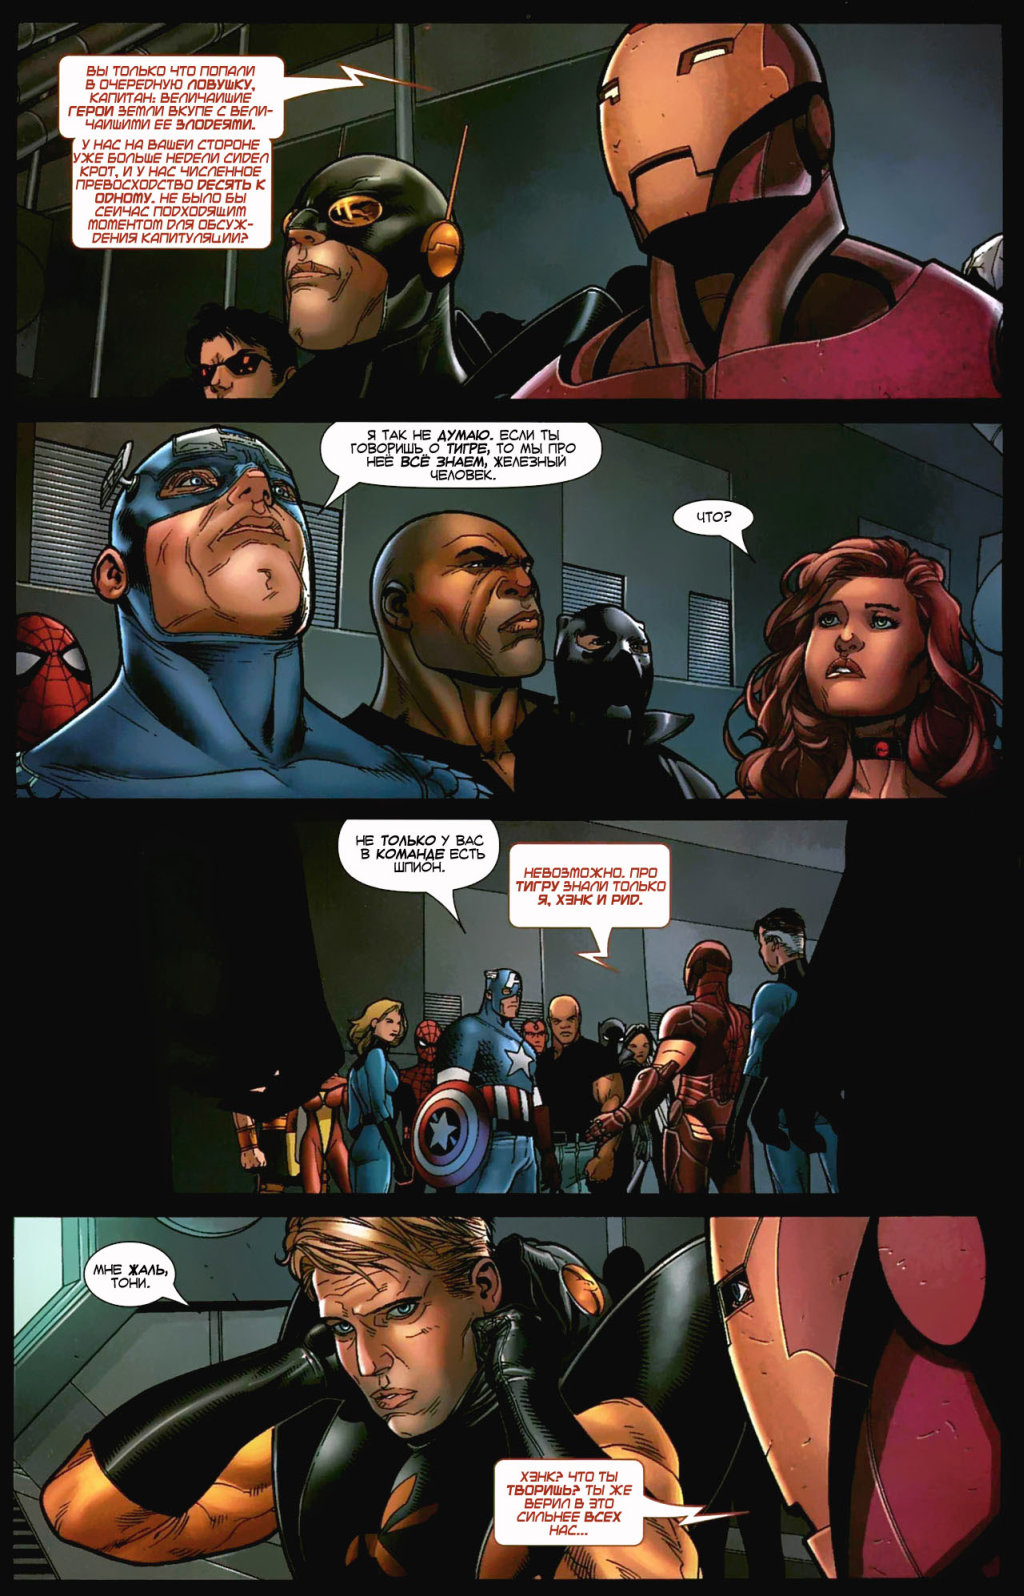 ВЫ ТОЛЬКО ЧТО ПОПАЛИ
В ОЧЕРЕДНУЮ ЛОВУШКУ,
КАПИТАН: ВЕЛИЧАЙШИЕ
ГЕРОИ ЗЕМЛИ ВКУПЕ С ВЕЛИ-
ЧАЙШИМИ ЕЕ ЗЛОДЕЯМИ.
У НАС НА ВАШЕЙ СТОРОНЕ
УЖЕ БОЛЬШЕ НЕДЕЛИ СИДЕЛ
КРОТ, И У НАС ЧИСЛЕННОЕ
ПРЕВОСХОДСТВО ДЕСЯТЬ К
ОДНОМУ. НЕ БЫЛО БЫ
СЕЙЧАС ПОДХОДЯЩИМ
МОМЕНТОМ ДЛЯ ОБСУЖ-
ДЕНИЯ КАПИТУЛЯЦИИ?
Я ТАК НЕ ДУМАЮ. ЕСЛИ ТЫ
ГОВОРИШЬ О ТИГРЕ, ТО МЫ ПРО
НЕЁ ВСЁ ЗНАЕМ, ЖЕЛЕЗНЫЙ
ЧЕЛОВЕК.
ЧТО?
НЕ ТОЛЬКО У ВАС
В КОМАНДЕ ЕСТЬ
ШПИОН.
НЕВОЗМОЖНО. ПРО
ТИГРУ ЗНАЛИ ТОЛЬКО
Я, ХЭНК И РИД.
МНЕ ЖАЛЬ,
ТОНИ.
ХЭНК? ЧТО ТЫ
ТВОРИШЬ? ТЫ ЖЕ
ВЕРИЛ В ЭТО
СИЛЬНЕЕ ВСЕХ
НАС...